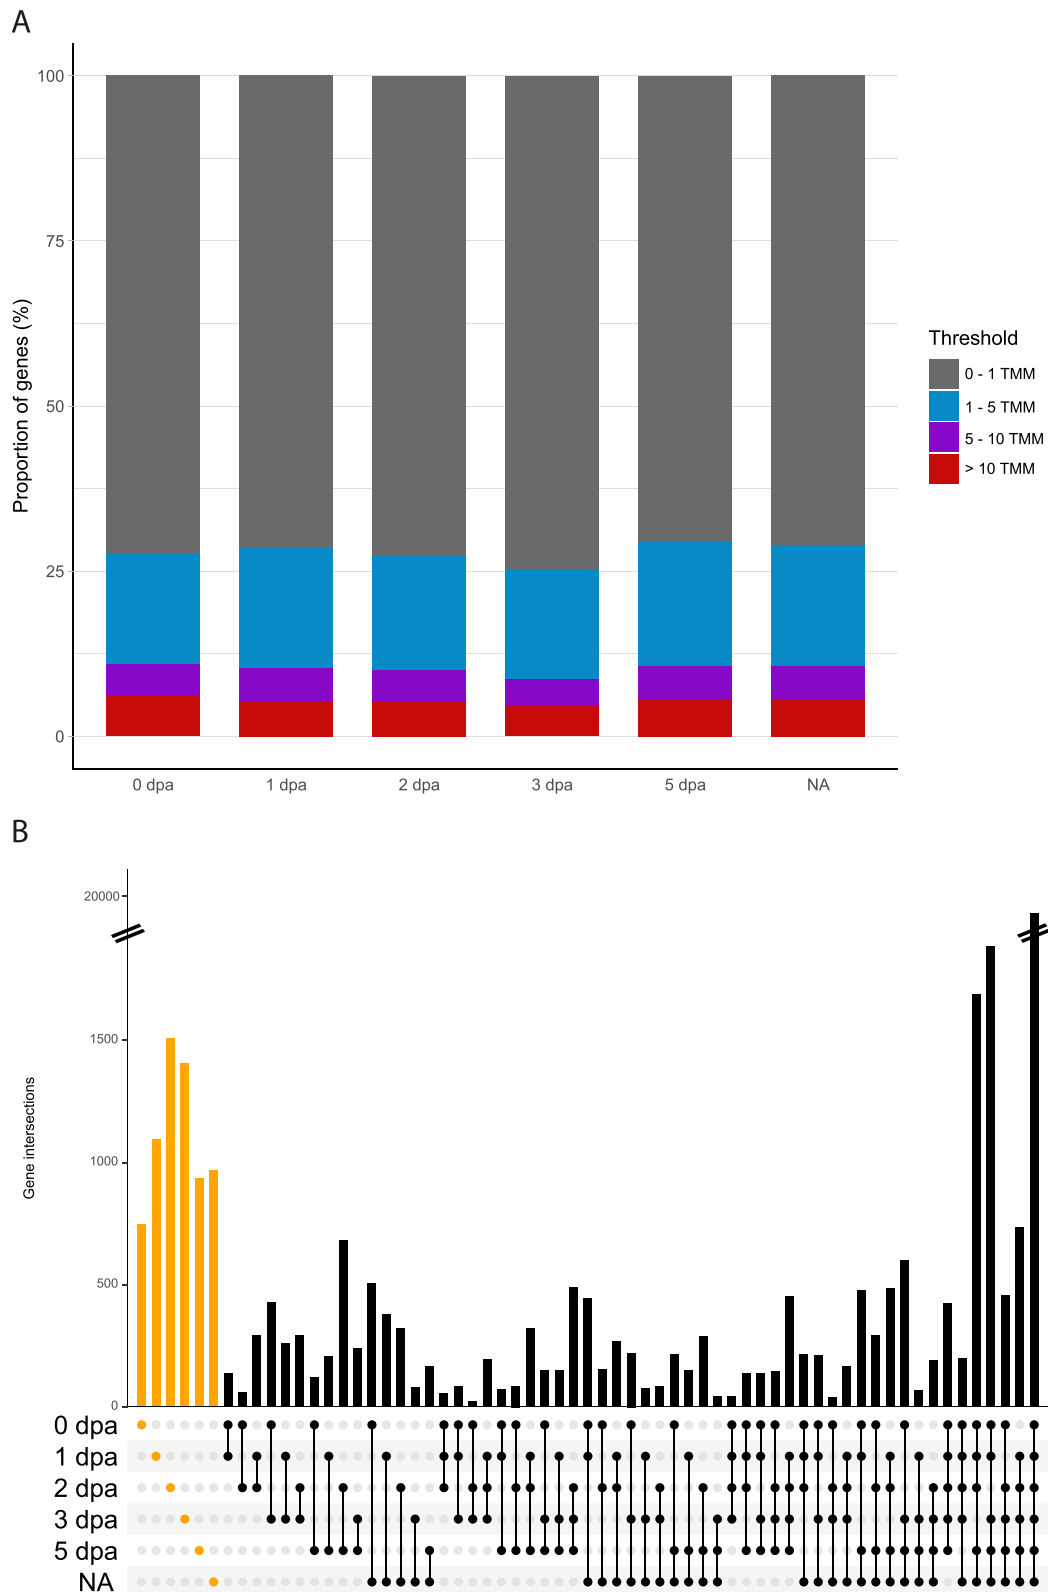 A
Proportion of genes (%)
100
75
50
25
0
0 dpa
1 dpa
2 dpa
3 dpa
5 dpa
NA
Threshold
0 - 1 TMM
1 - 5 TMM
5 - 10 TMM
> 10 TMM
B
Gene intersections
20000
1500
1000
500
0
0 dpa
1 dpa
2 dpa
3 dpa
5 dpa
NA